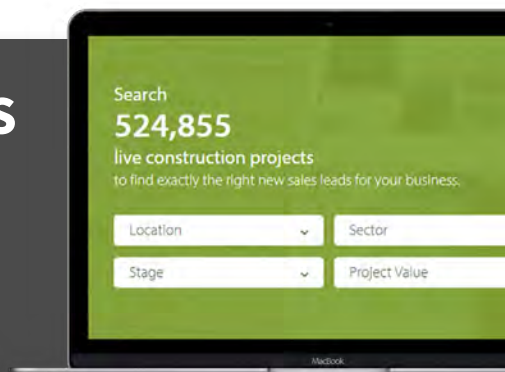 s
Search
524,855
live construction projects
to find exactly the right new sales leads for your business.
Location
Sector
Stage
Project Value
MacBook